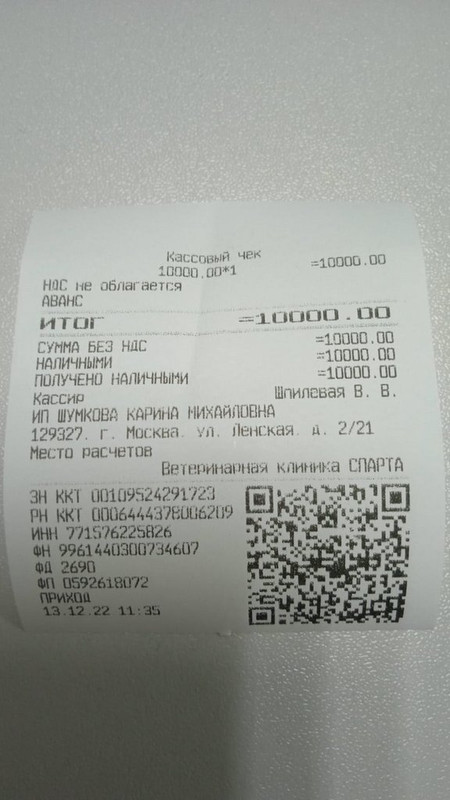 Кассовый чек
10000.00*1 =10000.00
НДС не облагается
АВАНС
ИТОГ =10000.00
СУММА БЕЗ НДС =10000.00
НАЛИЧНЫМИ =10000.00
ПОЛУЧЕНО НАЛИЧНЫМИ =10000.00
Кассир Шпилевая В. В.
ИП ШУМКОВА КАРИНА МИХАЙЛОВНА
129327, г. Москва, ул. Ленская, д. 2/21
Место расчетов
Ветеринарная клиника СПАРТА
ЗН ККТ 00109524291723
РН ККТ 0006444378006209
ИНН 771576225826
ФН 9961440300734607
ФД 2690
ФП 0592618072
ПРИХОД
13.12.22 11:35